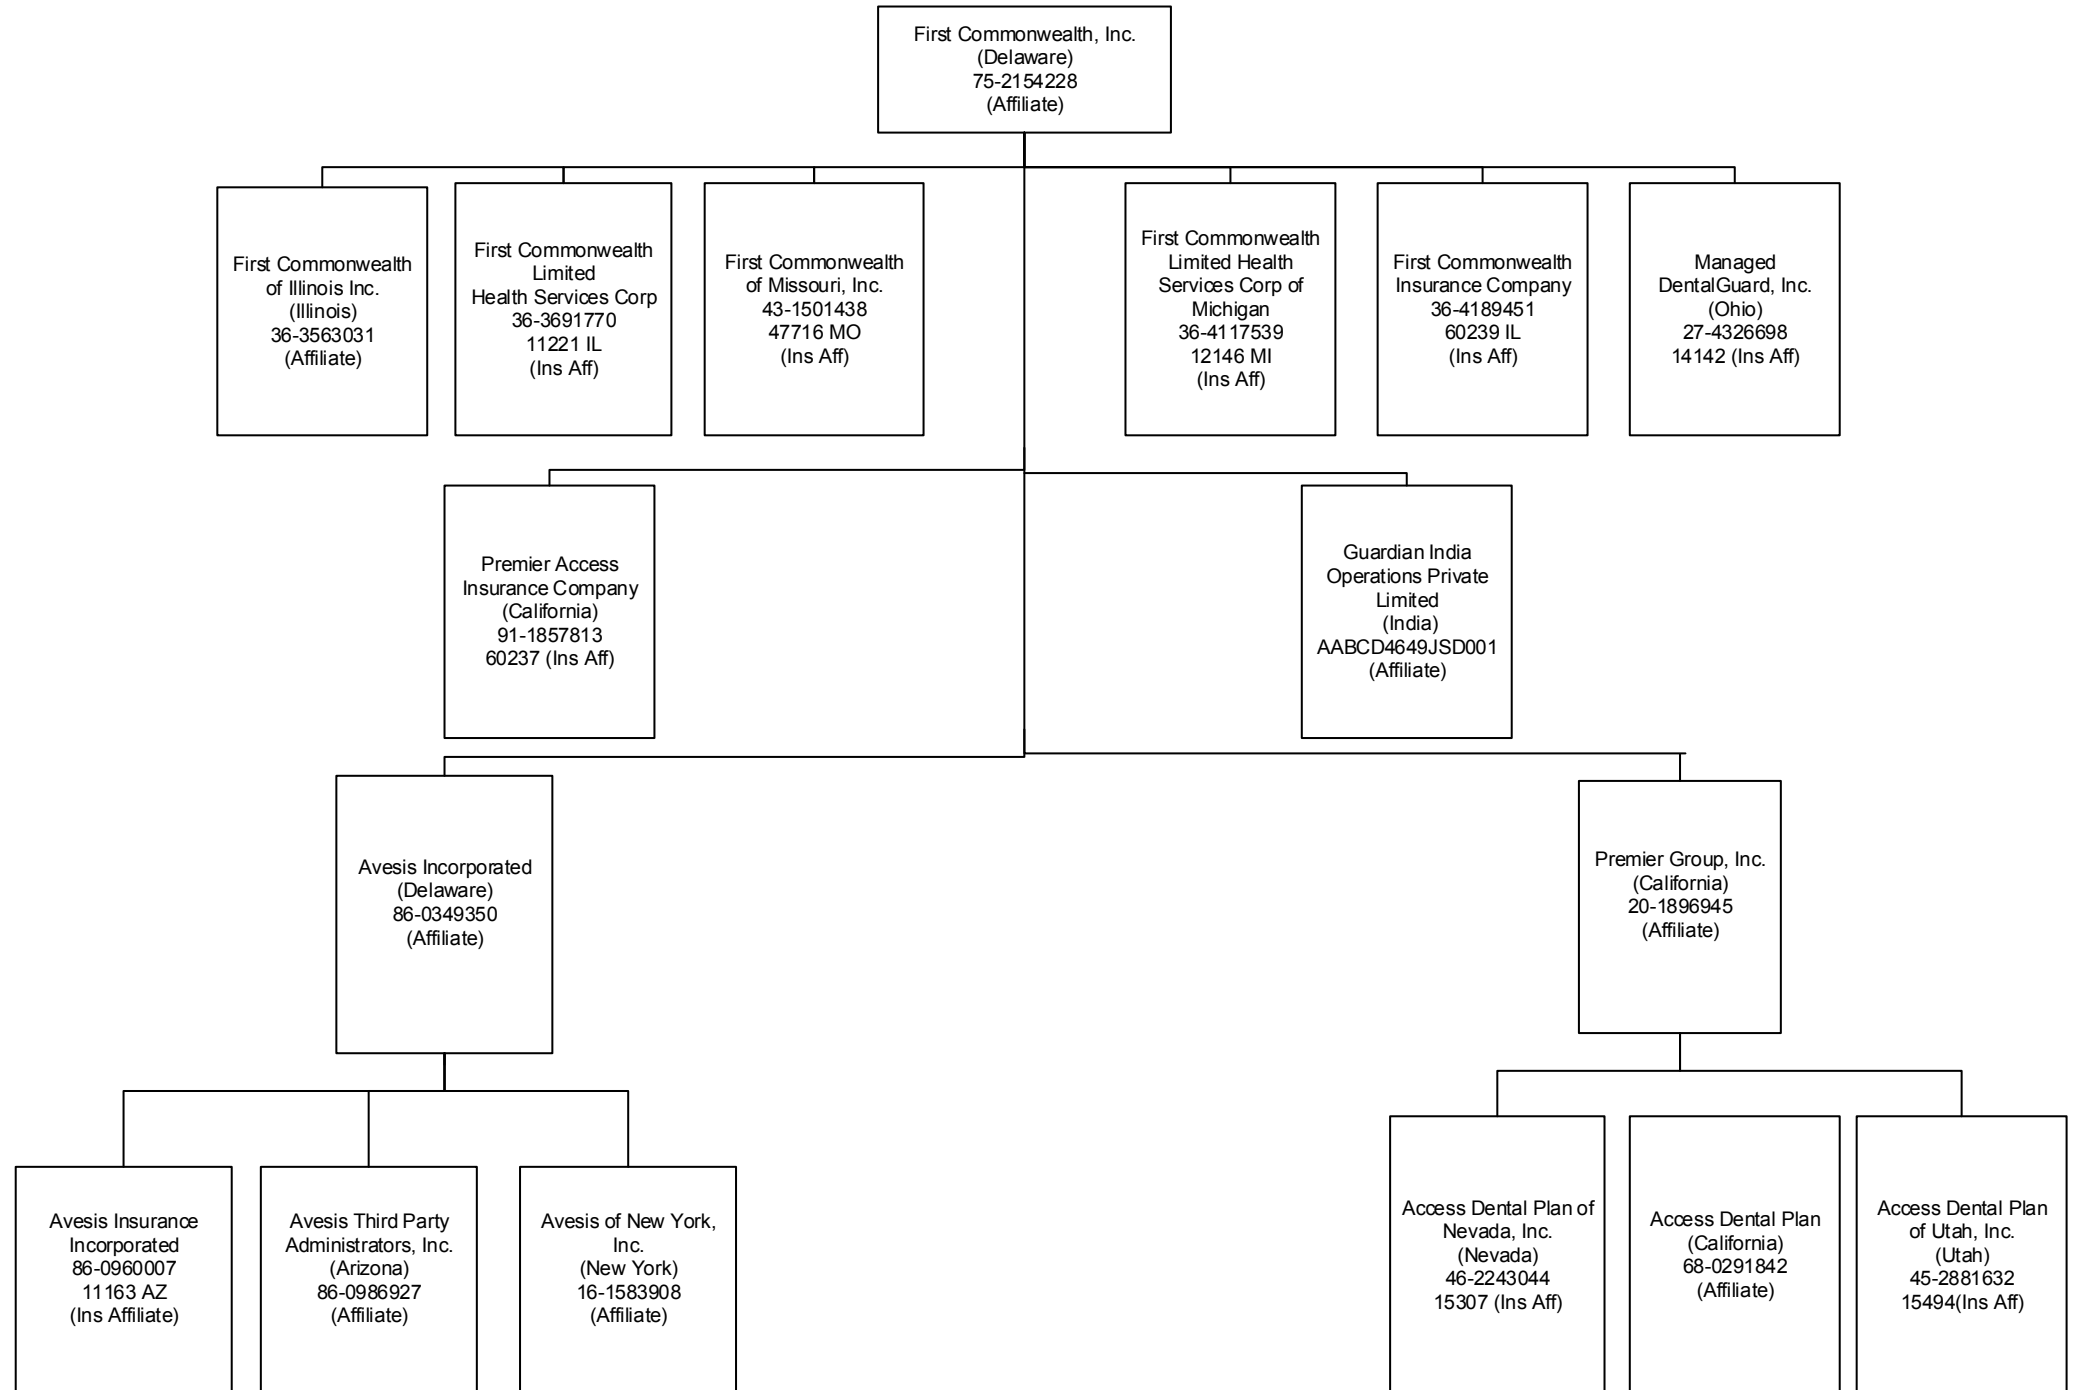 First Commonwealth, Inc.
(Delaware)
75-2154228
(Affiliate)
First Commonwealth
of Illinois Inc.
(Illinois)
36-3563031
(Affiliate)
First Commonwealth
Limited
Health Services Corp
36-3691770
11221 IL
(Ins Aff)
First Commonwealth
of Missouri, Inc.
43-1501438
47716 MO
(Ins Aff)
First Commonwealth
Limited Health
Services Corp of
Michigan
36-4117539
12146 MI
(Ins Aff)
First Commonwealth
Insurance Company
36-4189451
60239 IL
(Ins Aff)
Managed
DentalGuard, Inc.
(Ohio)
27-4326698
14142 (Ins Aff)
Premier Access
Insurance Company
(California)
91-1857813
60237 (Ins Aff)
Guardian India
Operations Private
Limited
(India)
AABCD4649JSD001
(Affiliate)
Avesis Incorporated
(Delaware)
86-0349350
(Affiliate)
Premier Group, Inc.
(California)
20-1896945
(Affiliate)
Avesis Insurance
Incorporated
86-0960007
11163 AZ
(Ins Affiliate)
Avesis Third Party
Administrators, Inc.
(Arizona)
86-0986927
(Affiliate)
Avesis of New York,
Inc.
(New York)
16-1583908
(Affiliate)
Access Dental Plan of
Nevada, Inc.
(Nevada)
46-2243044
15307 (Ins Aff)
Access Dental Plan
(California)
68-0291842
(Affiliate)
Access Dental Plan
of Utah, Inc.
(Utah)
45-2881632
15494(Ins Aff)